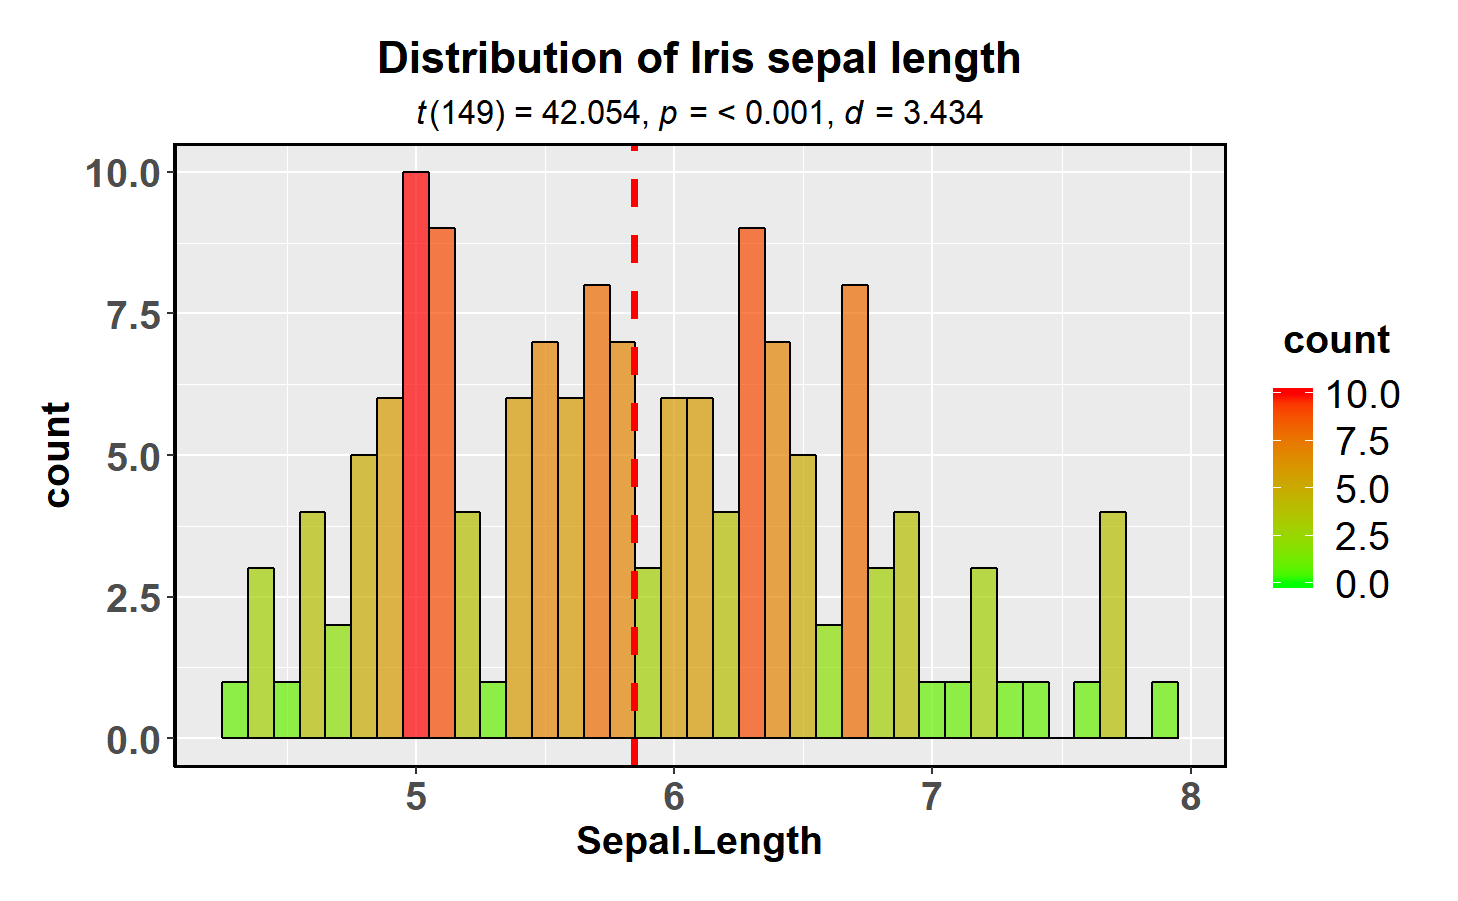 Distribution of Iris sepal length
t(149) = 42.054, p = < 0.001, d = 3.434
count
10.0
7.5
5.0
2.5
0.0
5 6 7 8
Sepal.Length
count
10.0
7.5
5.0
2.5
0.0